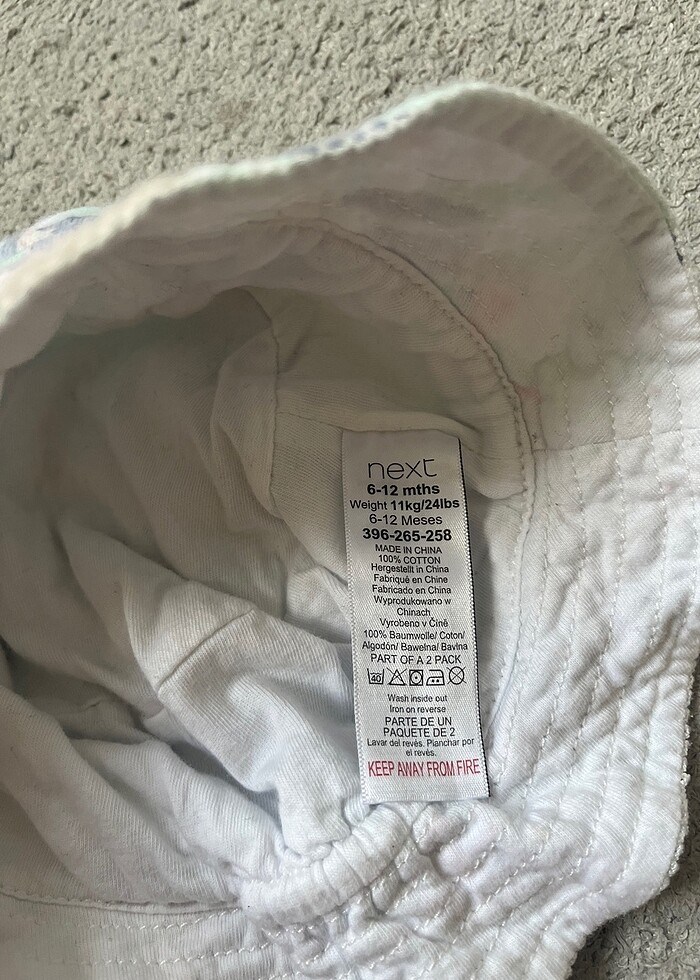 next
6-12 mths
Weight 11kg/24lbs
6-12 Meses
396-265-258
MADE IN CHINA
100% COTTON
Hergestellt in China
Fabriqué en Chine
Fabricado en China
Wyprodukowano w
Chinach
Vyrobeno v Číně
100% Baumwolle/ Coton/
Algodón/ Bawełna/ Bavlna
PART OF A 2 PACK
40
Wash inside out
Iron on reverse
PARTE DE UN
PAQUETE DE 2
Lavar del revés. Planchar por
el revés.
KEEP AWAY FROM FIRE